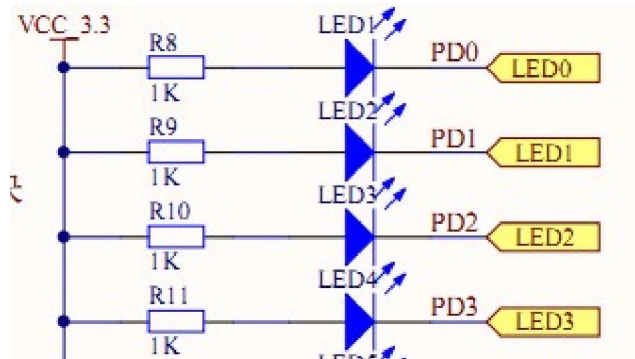 VCC_3.3
LED1
R8
PD0
LED0
1K
LED2
R9
PD1
LED1
1K
LED3
R10
PD2
LED2
1K
LED4
R11
PD3
LED3
1K
LED5